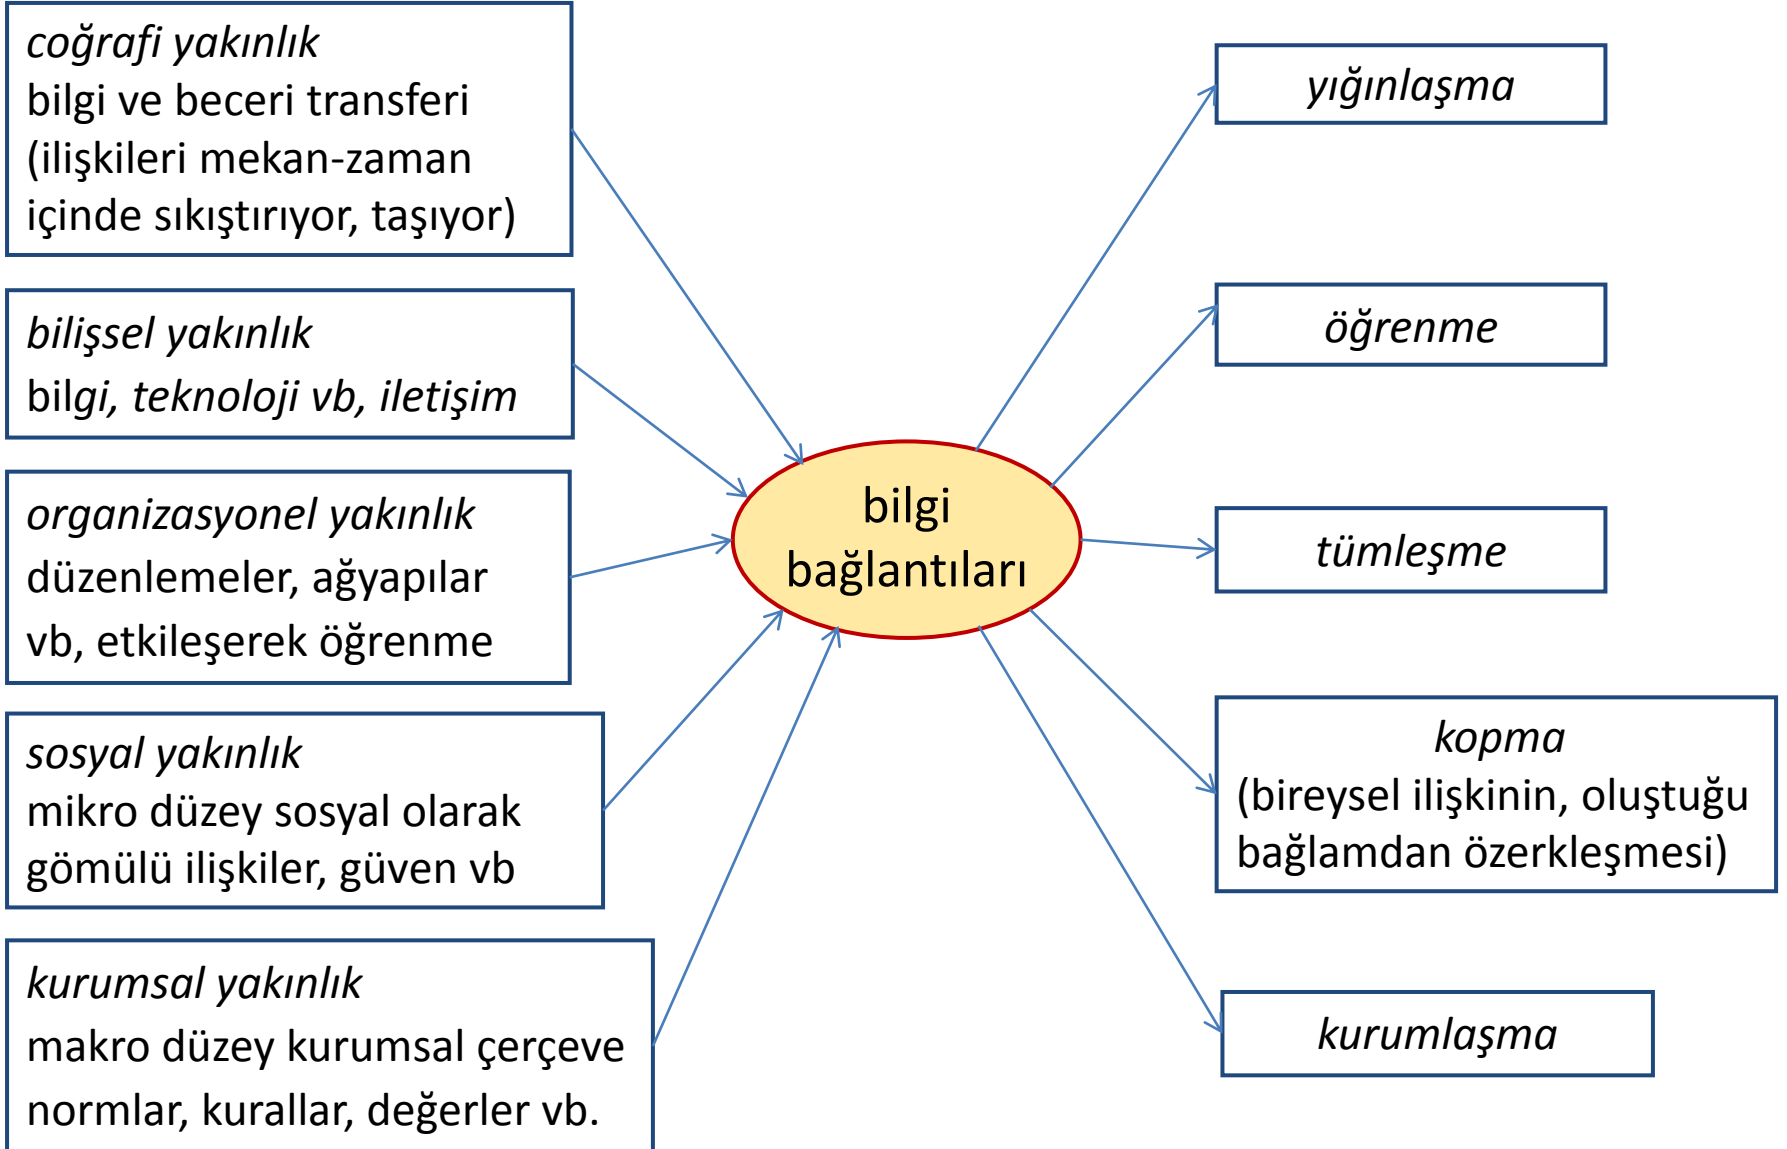 coğrafi yakınlık
bilgi ve beceri transferi
(ilişkileri mekan-zaman
içinde sıkıştırıyor, taşıyor)
bilişsel yakınlık
bilgi, teknoloji vb, iletişim
organizasyonel yakınlık
düzenlemeler, ağyapılar
vb, etkileşerek öğrenme
sosyal yakınlık
mikro düzey sosyal olarak
gömülü ilişkiler, güven vb
kurumsal yakınlık
makro düzey kurumsal çerçeve
normlar, kurallar, değerler vb.
bilgi
bağlantıları
yığınlaşma
öğrenme
tümleşme
kopma
(bireysel ilişkinin, oluştuğu
bağlamdan özerkleşmesi)
kurumlaşma